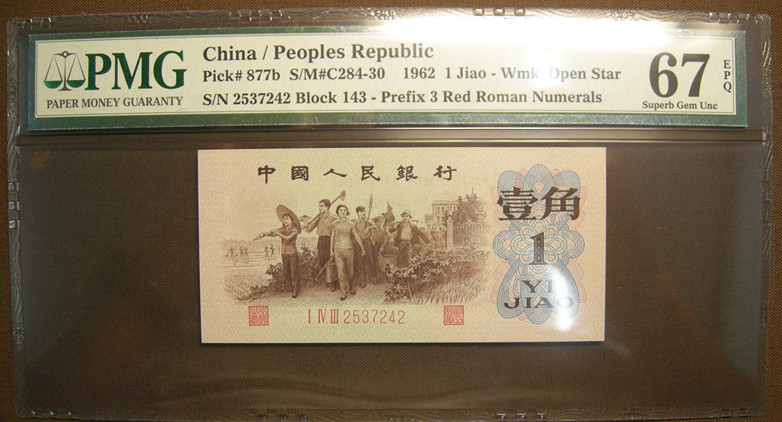 PMG
PAPER MONEY GUARANTY
China / Peoples Republic
Pick# 877b S/M#C284-30 1962 1 Jiao - Wmk. Open Star
S/N 2537242 Block 143 - Prefix 3 Red Roman Numerals
67
EPQ
Superb Gem Unc
中國人民銀行
壹角
1
YI
JIAO
I IV III 2537242